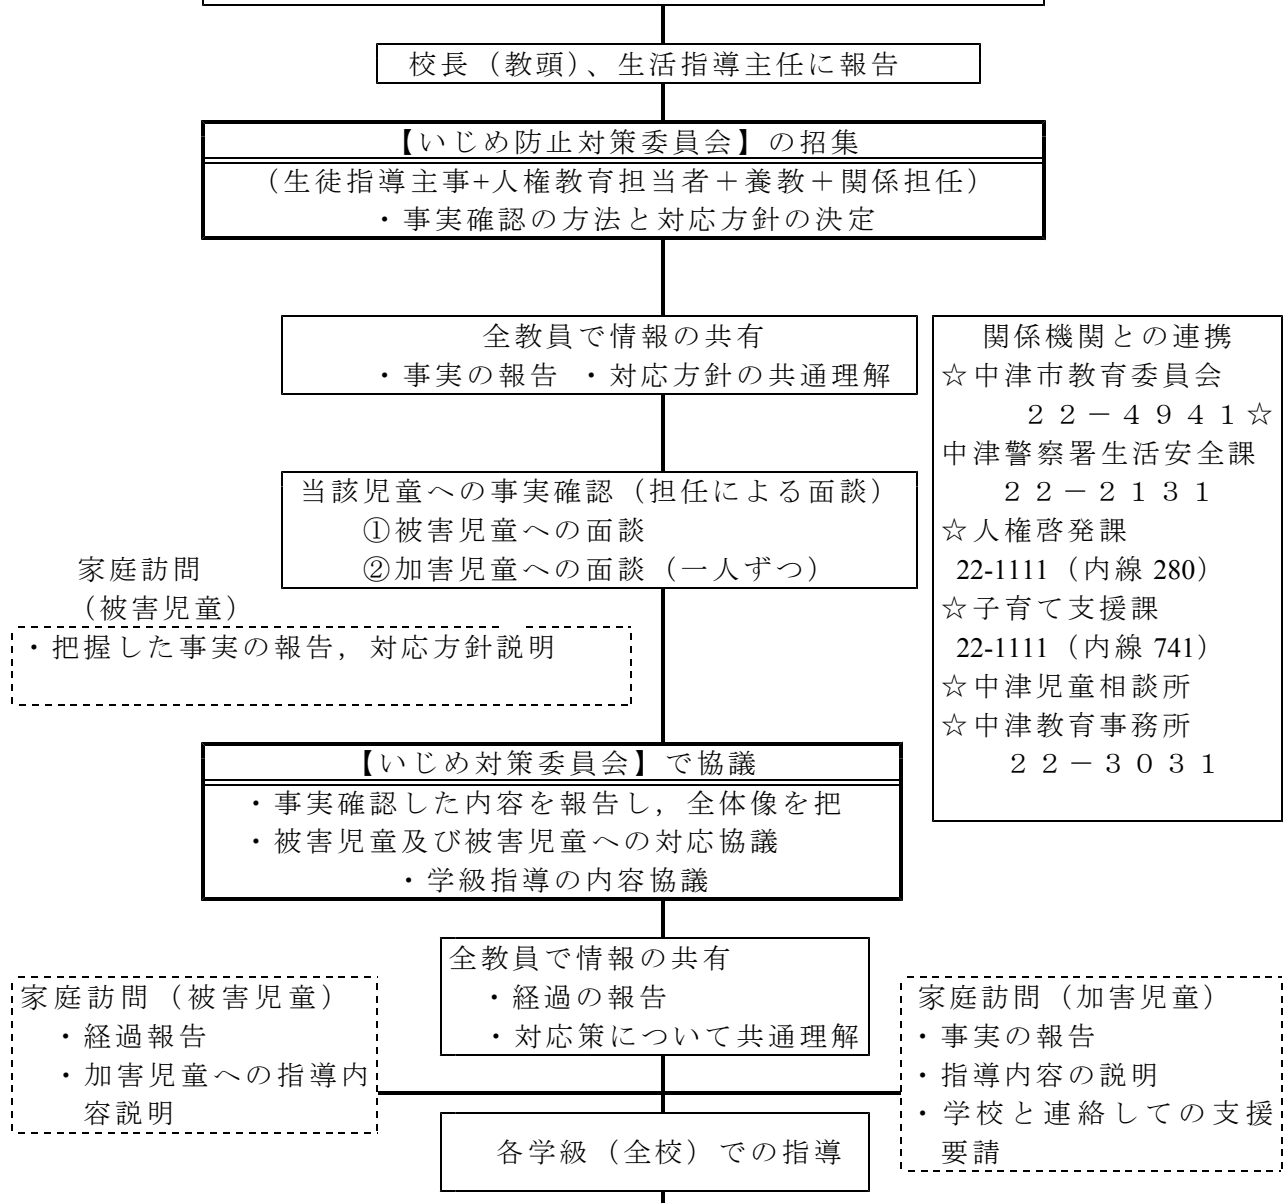 校長（教頭）、生活指導主任に報告
【いじめ防止対策委員会】の招集
（生徒指導主事+人権教育担当者＋養教＋関係担任）
・事実確認の方法と対応方針の決定
全教員で情報の共有
・事実の報告 ・対応方針の共通理解
関係機関との連携
☆中津市教育委員会
２２－４９４１☆
中津警察署生活安全課
２２－２１３１
☆人権啓発課
22-1111（内線 280）
☆子育て支援課
22-1111（内線 741）
☆中津児童相談所
☆中津教育事務所
２２－３０３１
当該児童への事実確認（担任による面談）
①被害児童への面談
②加害児童への面談（一人ずつ）
家庭訪問
（被害児童）
・把握した事実の報告，対応方針説明
【いじめ対策委員会】で協議
・事実確認した内容を報告し，全体像を把
・被害児童及び被害児童への対応協議
・学級指導の内容協議
全教員で情報の共有
・経過の報告
・対応策について共通理解
家庭訪問（被害児童）
・経過報告
・加害児童への指導内
容説明
家庭訪問（加害児童）
・事実の報告
・指導内容の説明
・学校と連絡しての支援
要請
各学級（全校）での指導